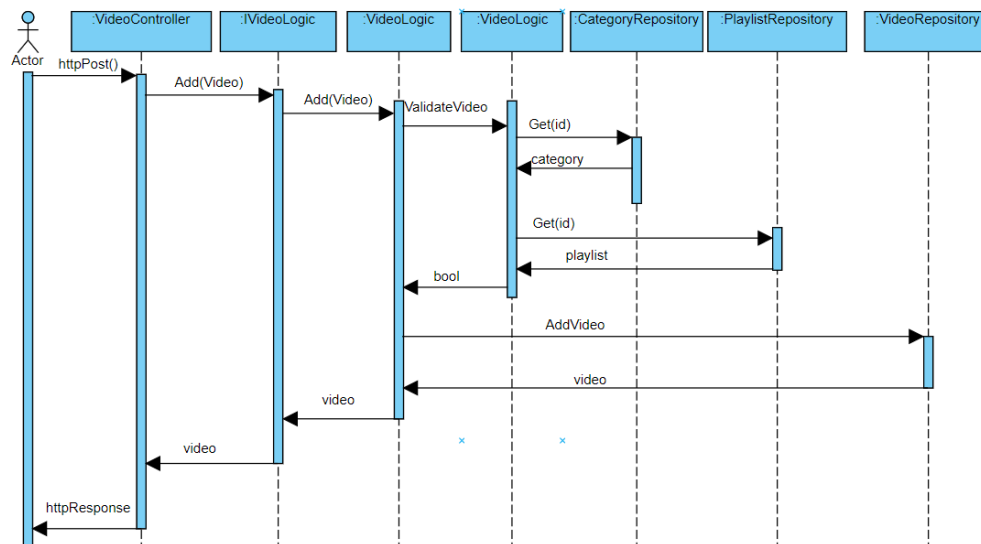 :VideoController :IVideoLogic :VideoLogic :VideoLogic :CategoryRepository :PlaylistRepository :VideoRepository
Actor
httpPost()
Add(Video)
Add(Video)
ValidateVideo
Get(id)
category
Get(id)
playlist
bool
AddVideo
video
video
video
httpResponse